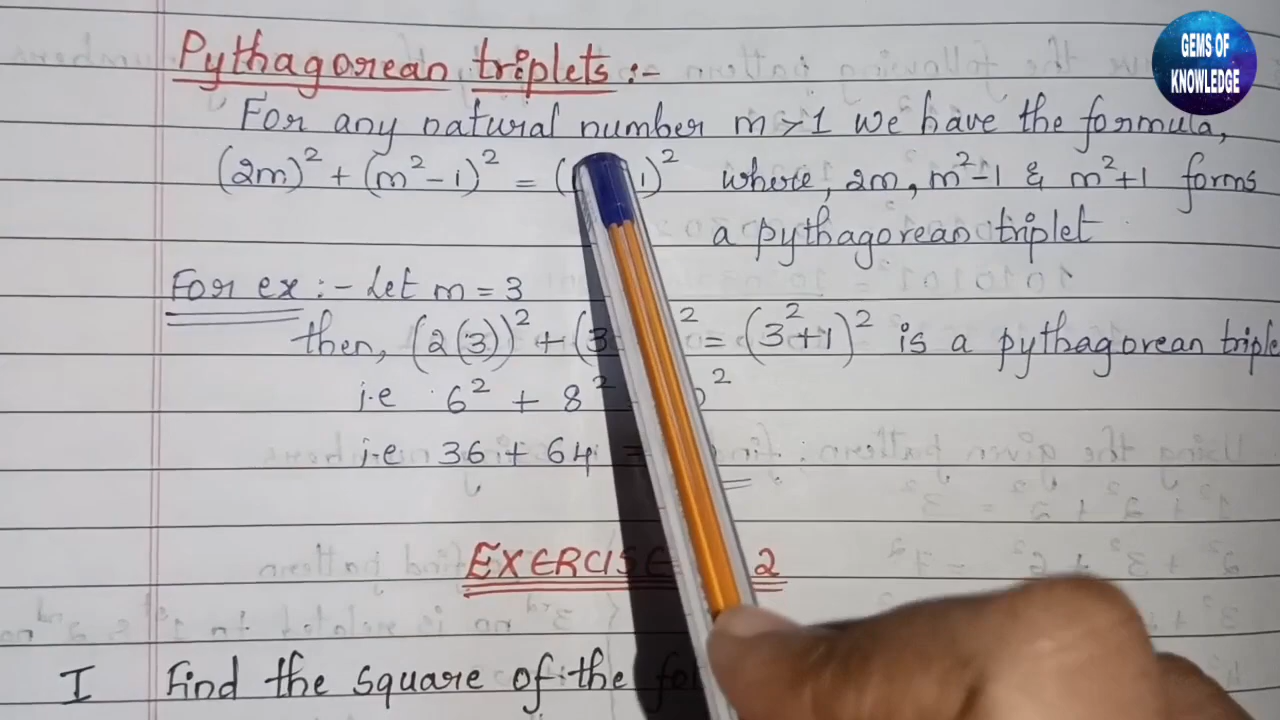 GEMS OF
KNOWLEDGE
Pythagorean triplets :-
For any natural number m > 1 we have the formula,
(2m)² + (m² - 1)² = ( 1)² where, 2m, m² - 1 & m² + 1 forms
a pythagorean triplet
For ex :- Let m = 3
then, (2(3))² + (3 ² = (3² + 1)² is a pythagorean triple
i.e 6² + 8² ²
i.e 36 + 64 =
EXERCISE 2
I Find the square of the